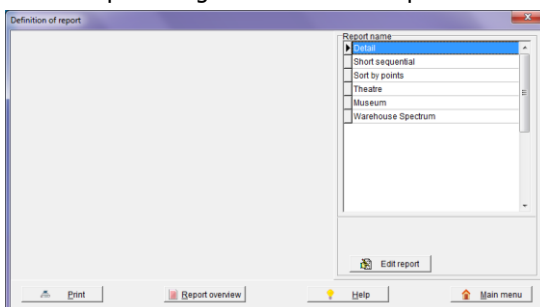 Definition of report
Report name
Detail
Short sequential
Sort by points
Theatre
Museum
Warehouse Spectrum
Edit report
Print
Report overview
Help
Main menu